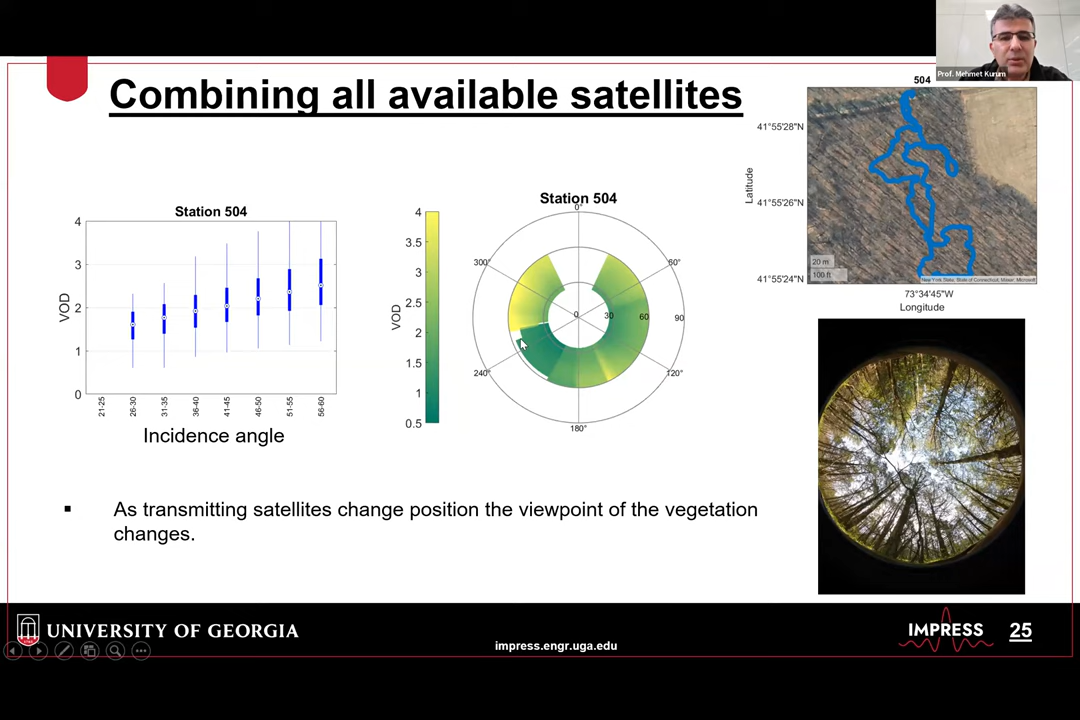 Prof. Mehmet Kurum
Combining all available satellites
504
41°55'28"N
41°55'26"N
41°55'24"N
Latitude
20 m
100 ft
73°34'45"W
Longitude
Station 504
4
3
2
1
0
VOD
21-25
26-30
31-35
36-40
41-45
46-50
51-55
56-60
Incidence angle
4
3.5
3
2.5
2
1.5
1
0.5
VOD
Station 504
0°
300°
60°
0
30
60
90
240°
120°
180°
▪ As transmitting satellites change position the viewpoint of the vegetation
changes.
UNIVERSITY OF GEORGIA
impress.engr.uga.edu
IMPRESS
25